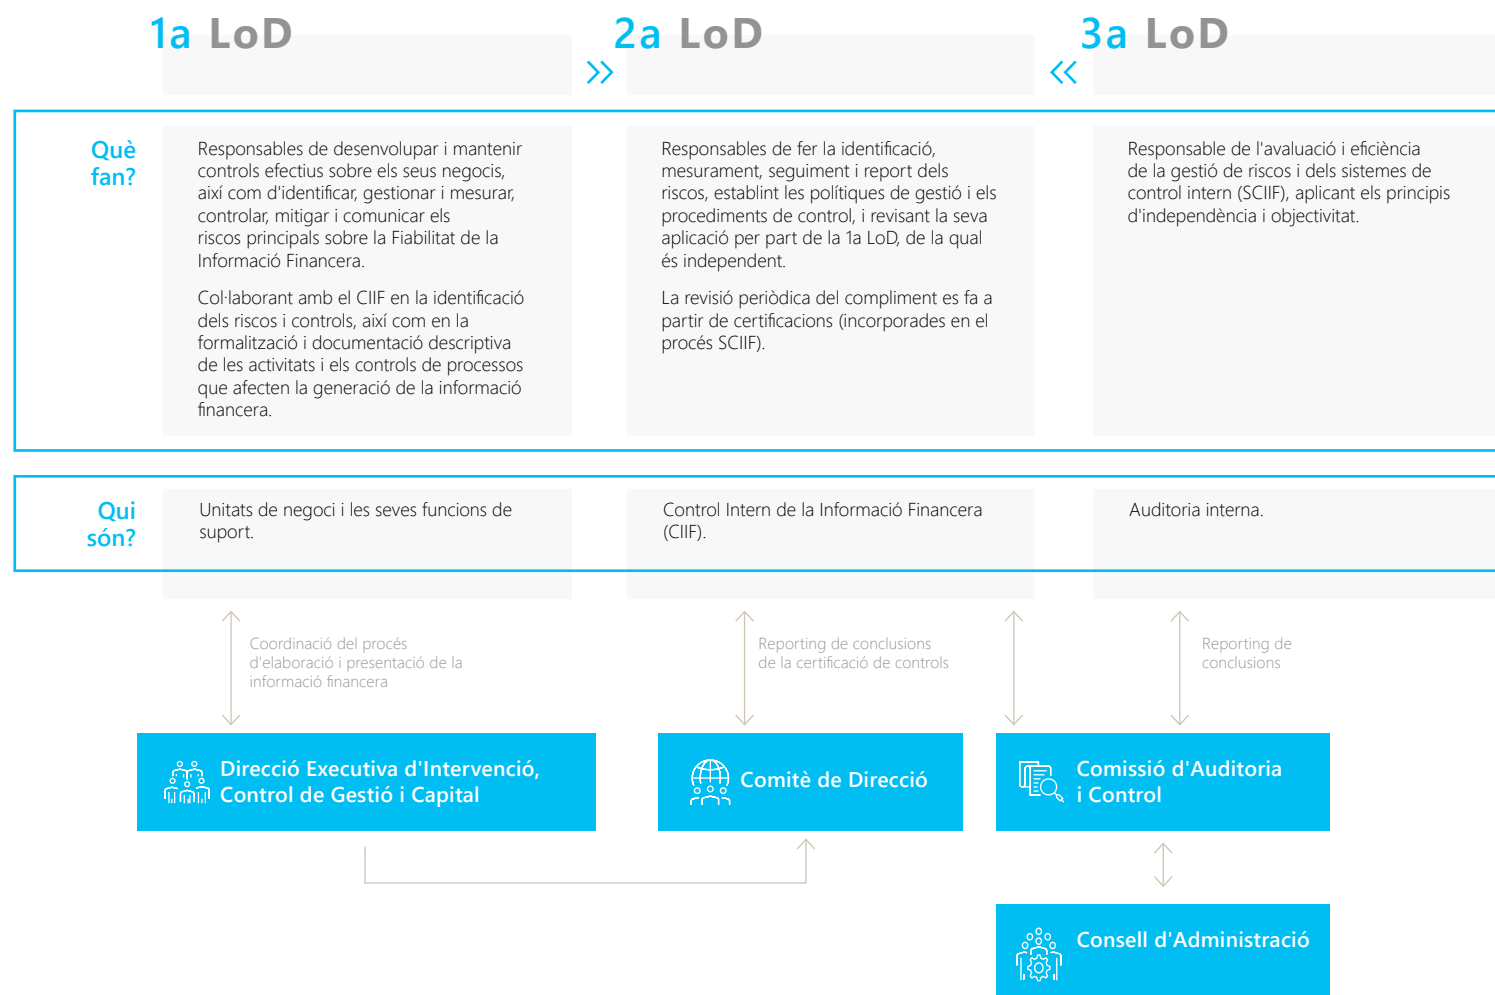 1a LoD
2a LoD
3a LoD
Què
fan?
Responsables de desenvolupar i mantenir
controls efectius sobre els seus negocis,
així com d'identificar, gestionar i mesurar,
controlar, mitigar i comunicar els
riscos principals sobre la Fiabilitat de la
Informació Financera.
Col·laborant amb el CIIF en la identificació
dels riscos i controls, així com en la
formalització i documentació descriptiva
de les activitats i els controls de processos
que afecten la generació de la informació
financera.
Responsables de fer la identificació,
mesurament, seguiment i report dels
riscos, establint les polítiques de gestió i els
procediments de control, i revisant la seva
aplicació per part de la 1a LoD, de la qual
és independent.
La revisió periòdica del compliment es fa a
partir de certificacions (incorporades en el
procés SCIIF).
Responsable de l'avaluació i eficiència
de la gestió de riscos i dels sistemes de
control intern (SCIIF), aplicant els principis
d'independència i objectivitat.
Qui
són?
Unitats de negoci i les seves funcions de
suport.
Control Intern de la Informació Financera
(CIIF).
Auditoria interna.
Coordinació del procés
d'elaboració i presentació de la
informació financera
Reporting de conclusions
de la certificació de controls
Reporting de
conclusions
Direcció Executiva d'Intervenció,
Control de Gestió i Capital
Comitè de Direcció
Comissió d'Auditoria
i Control
Consell d'Administració